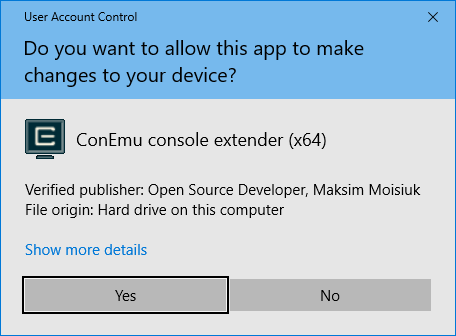 User Account Control
Do you want to allow this app to make
changes to your device?
ConEmu console extender (x64)
Verified publisher: Open Source Developer, Maksim Moisiuk
File origin: Hard drive on this computer
Show more details
Yes
No